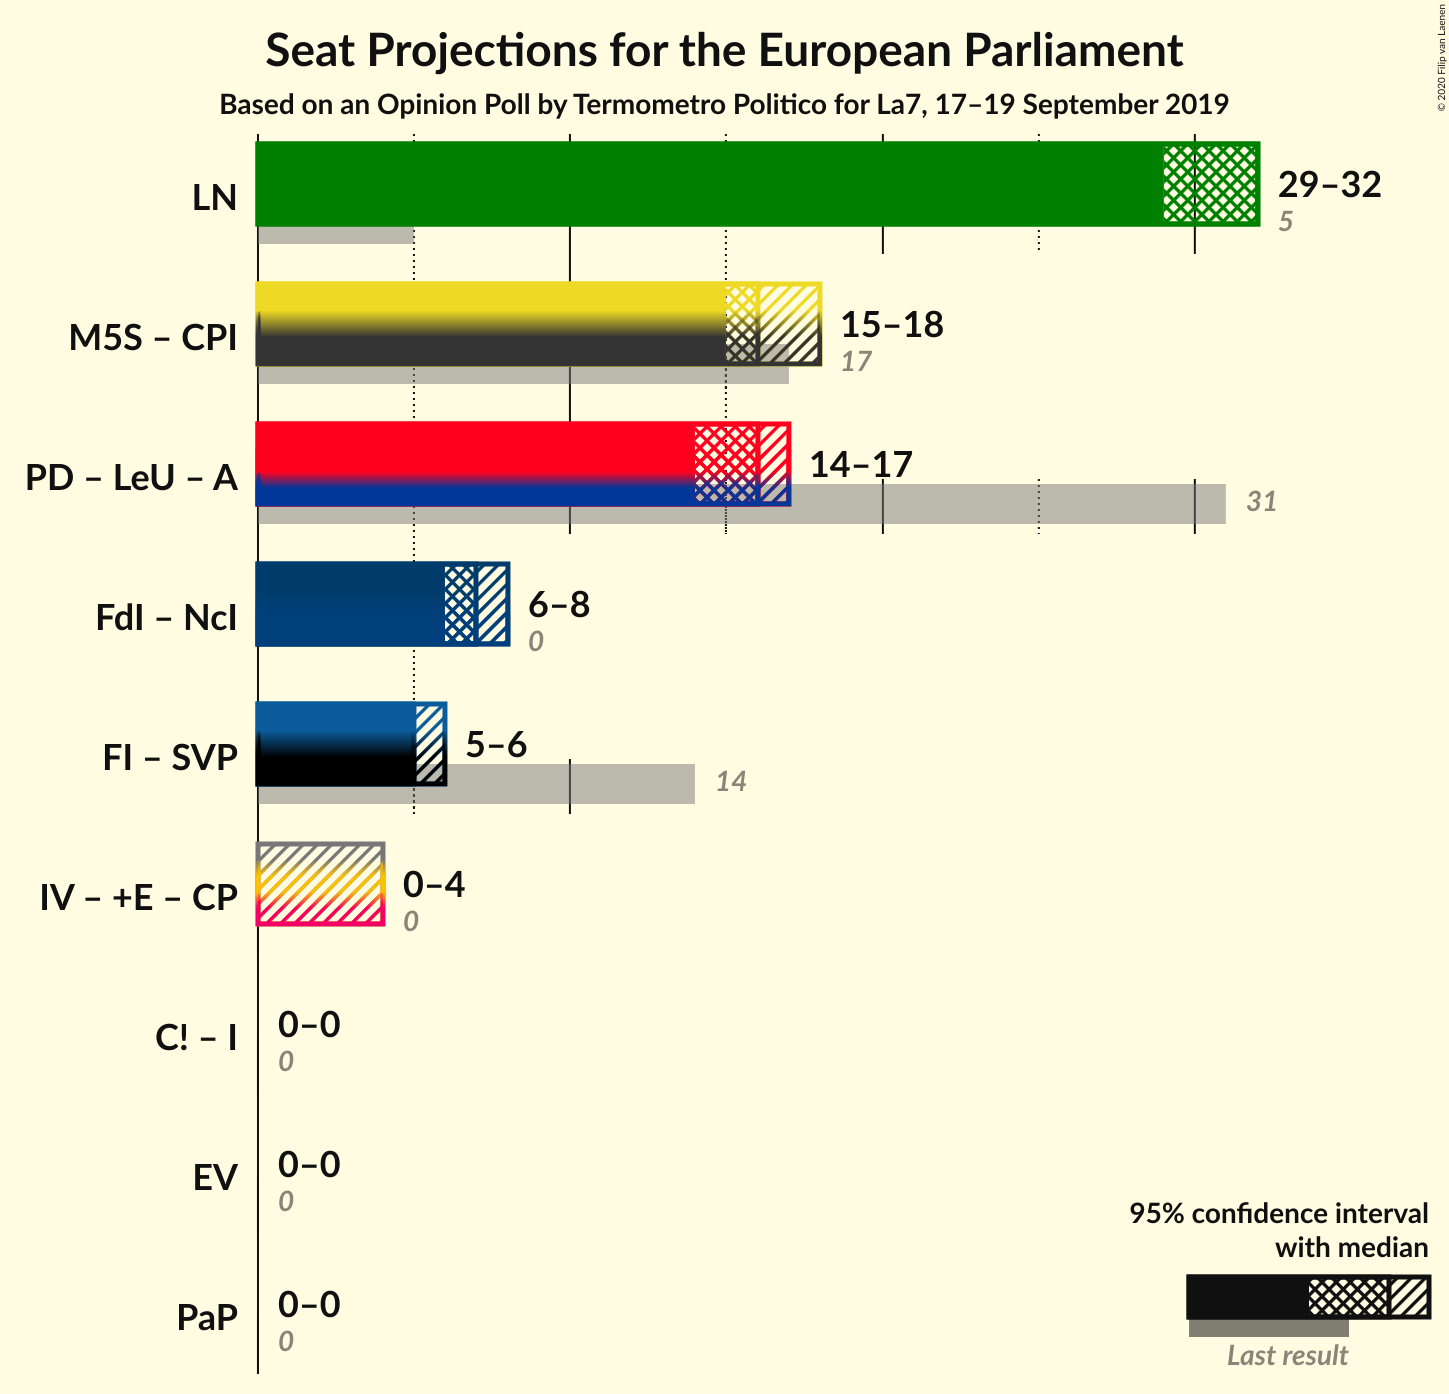 Seat Projections for the European Parliament
Based on an Opinion Poll by Termometro Politico for La7, 17–19 September 2019
© 2020 Filip van Laenen
LN
29–32
5
M5S – CPI
15–18
17
PD – LeU – A
14–17
31
FdI – NcI
6–8
0
FI – SVP
5–6
14
IV – +E – CP
0–4
0
C! – I
0–0
0
EV
0–0
0
PaP
0–0
0
95% confidence interval
with median
Last result